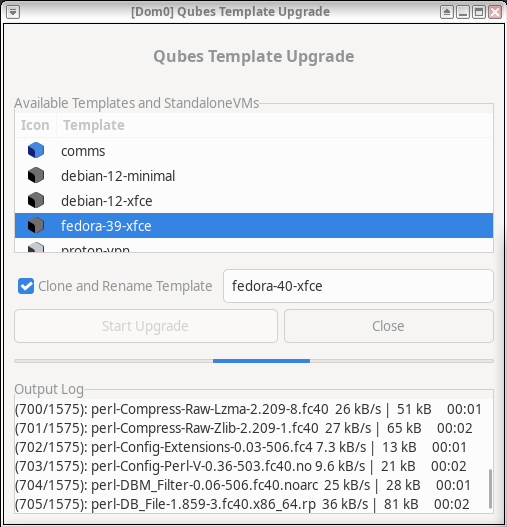 [Dom0] Qubes Template Upgrade
Qubes Template Upgrade
Available Templates and StandaloneVMs
Icon Template
comms
debian-12-minimal
debian-12-xfce
fedora-39-xfce
proton-vpn
Clone and Rename Template fedora-40-xfce
Start Upgrade Close
Output Log
(700/1575): perl-Compress-Raw-Lzma-2.209-8.fc40 26 kB/s | 51 kB 00:01
(701/1575): perl-Compress-Raw-Zlib-2.209-1.fc40 27 kB/s | 65 kB 00:02
(702/1575): perl-Config-Extensions-0.03-506.fc4 7.3 kB/s | 13 kB 00:01
(703/1575): perl-Config-Perl-V-0.36-503.fc40.no 9.6 kB/s | 21 kB 00:02
(704/1575): perl-DBM_Filter-0.06-506.fc40.noarc 25 kB/s | 28 kB 00:01
(705/1575): perl-DB_File-1.859-3.fc40.x86_64.rp 36 kB/s | 81 kB 00:02